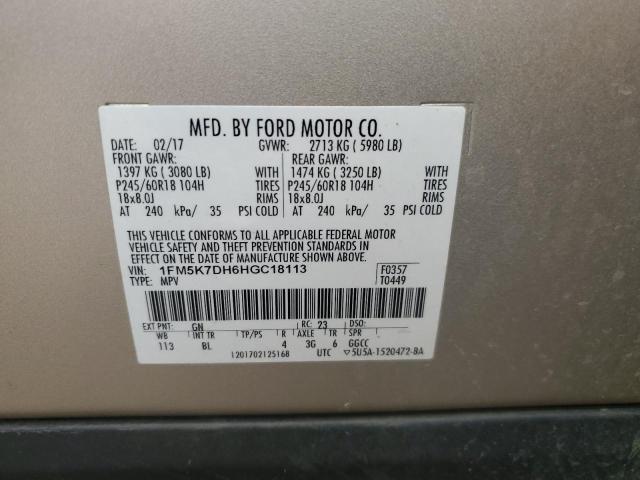 MFD. BY FORD MOTOR CO.
DATE: 02/17 GVWR: 2713 KG ( 5980 LB)
FRONT GAWR: REAR GAWR:
1397 KG ( 3080 LB) WITH 1474 KG ( 3250 LB) WITH
P245/60R18 104H TIRES P245/60R18 104H TIRES
18x8.0J RIMS 18x8.0J RIMS
AT 240 kPa/ 35 PSI COLD AT 240 kPa/ 35 PSI COLD
THIS VEHICLE CONFORMS TO ALL APPLICABLE FEDERAL MOTOR
VEHICLE SAFETY AND THEFT PREVENTION STANDARDS IN
EFFECT ON THE DATE OF MANUFACTURE SHOWN ABOVE.
VIN: 1FM5K7DH6HGC18113 F0357
TYPE: MPV T0449
EXT PNT: GN RC: 23 DSO:
WB INT TR TP/PS R AXLE TR SPR
113 BL 4 3G 6 GGCC
1201702125168 UTC ▽5U5A-1520472-BA